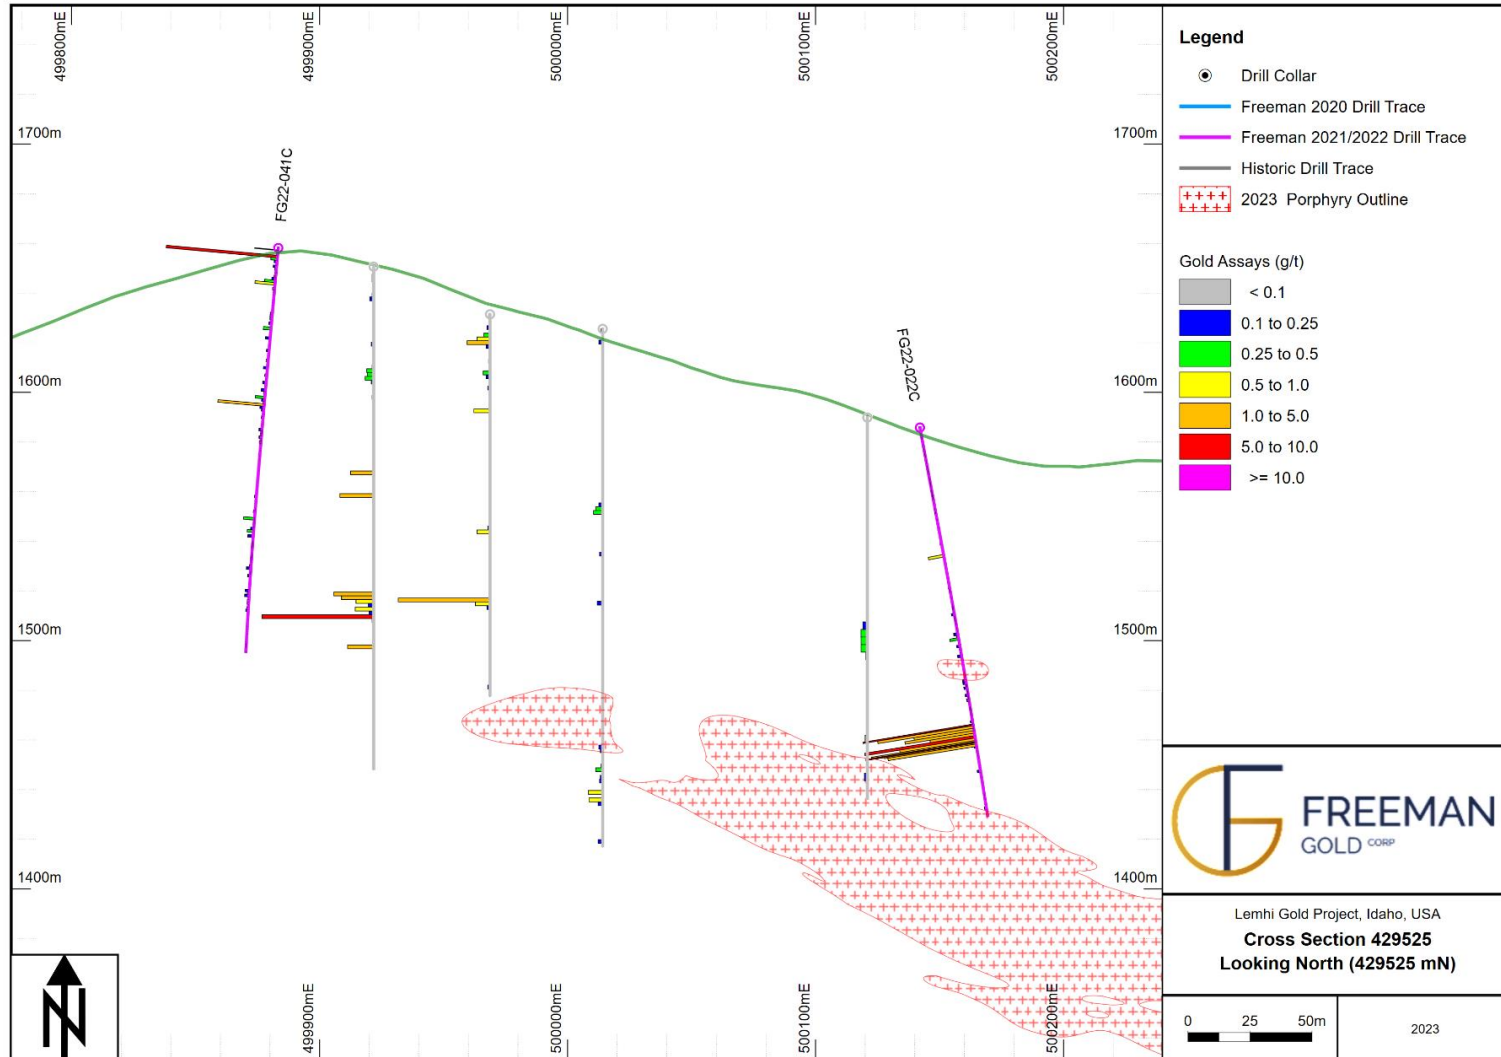 499800mE
499900mE
500000mE
500100mE
500200mE
1700m
1700m
1600m
1600m
1500m
1500m
1400m
1400m
FG22-041C
FG22-022C
499900mE
500000mE
500100mE
500200mE
N
Legend
Drill Collar
Freeman 2020 Drill Trace
Freeman 2021/2022 Drill Trace
Historic Drill Trace
2023 Porphyry Outline
Gold Assays (g/t)
< 0.1
0.1 to 0.25
0.25 to 0.5
0.5 to 1.0
1.0 to 5.0
5.0 to 10.0
>= 10.0
FREEMAN
GOLD CORP
Lemhi Gold Project, Idaho, USA
Cross Section 429525
Looking North (429525 mN)
0 25 50m
2023